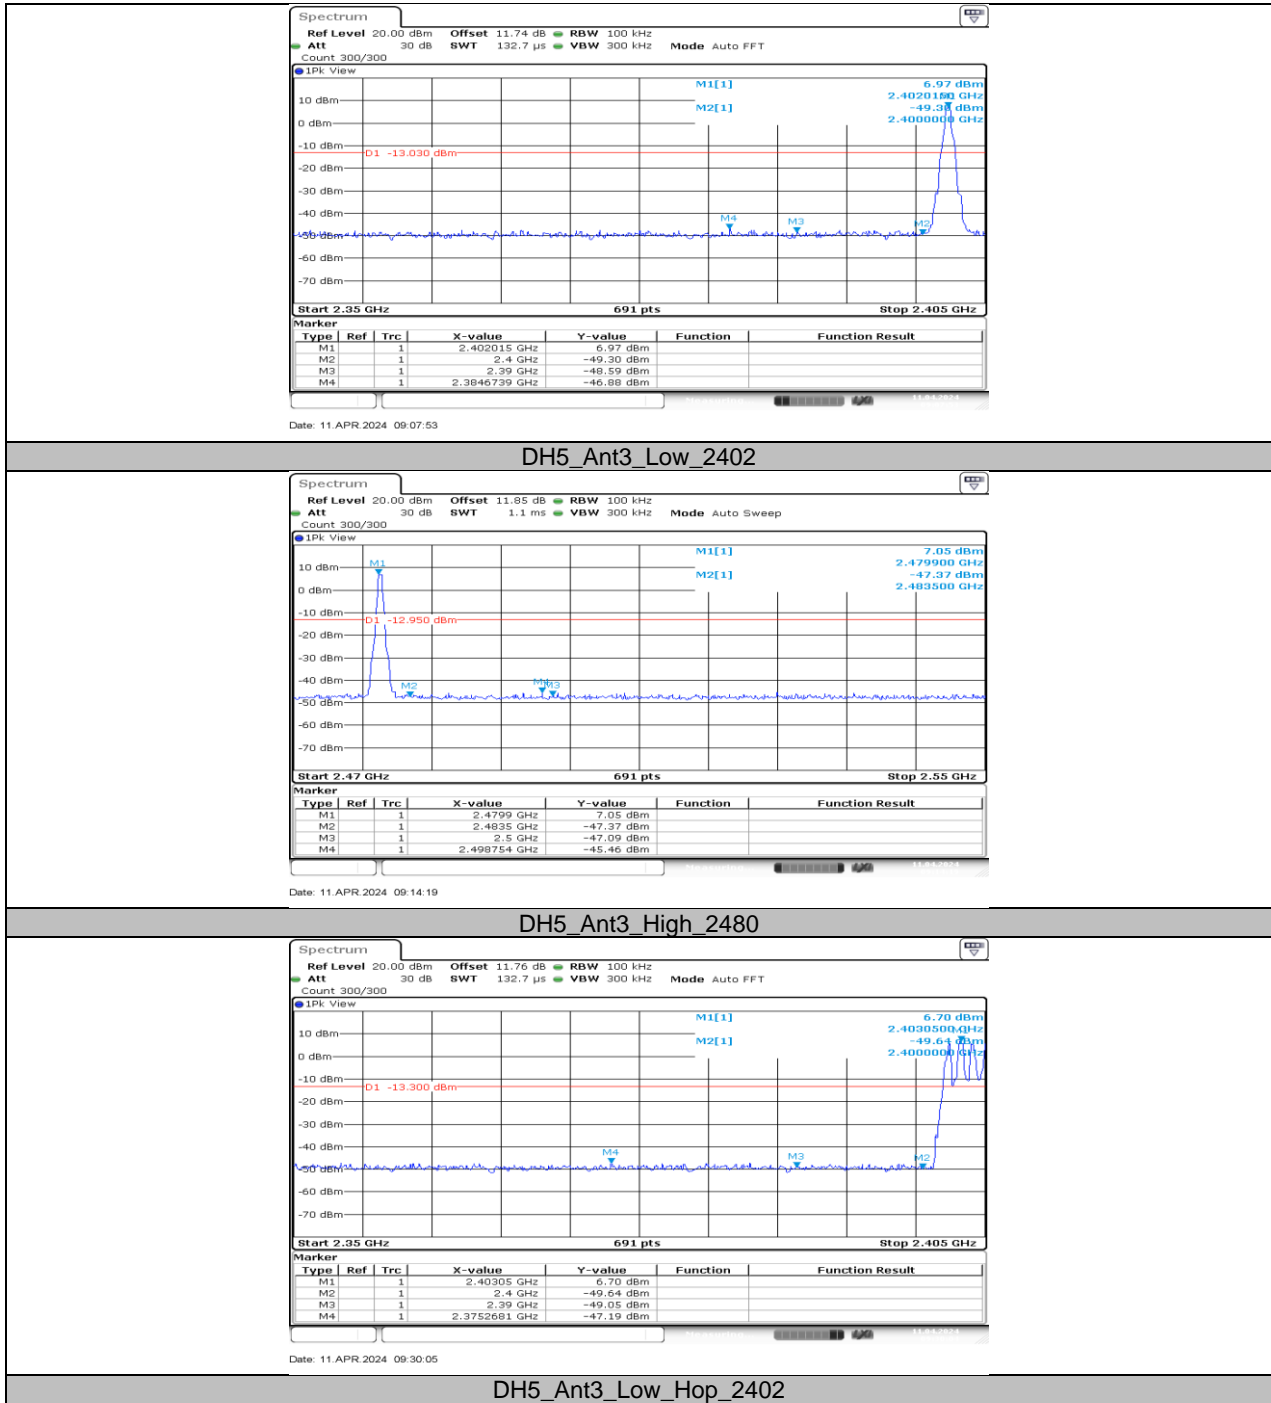 Spectrum
Ref Level 20.00 dBm Offset 11.74 dB RBW 100 kHz
Att 30 dB SWT 132.7 µs VBW 300 kHz Mode Auto FFT
Count 300/300
1Pk View
M1[1] 6.97 dBm
2.4020150 GHz
10 dBm
M2[1] -49.30 dBm
2.4000000 GHz
0 dBm
-10 dBm
D1 -13.030 dBm
-20 dBm
-30 dBm
-40 dBm
M4 M3 M2
-50 dBm
-60 dBm
-70 dBm
Start 2.35 GHz 691 pts Stop 2.405 GHz
Marker
Type Ref Trc X-value Y-value Function Function Result
M1 1 2.402015 GHz 6.97 dBm
M2 1 2.4 GHz -49.30 dBm
M3 1 2.39 GHz -48.59 dBm
M4 1 2.3846739 GHz -46.88 dBm
Date: 11.APR.2024 09:07:53
DH5_Ant3_Low_2402
Spectrum
Ref Level 20.00 dBm Offset 11.85 dB RBW 100 kHz
Att 30 dB SWT 1.1 ms VBW 300 kHz Mode Auto Sweep
Count 300/300
1Pk View
M1[1] 7.05 dBm
2.479900 GHz
10 dBm M1
M2[1] -47.37 dBm
2.483500 GHz
0 dBm
-10 dBm
D1 -12.950 dBm
-20 dBm
-30 dBm
-40 dBm
M2 M4 M3
-50 dBm
-60 dBm
-70 dBm
Start 2.47 GHz 691 pts Stop 2.55 GHz
Marker
Type Ref Trc X-value Y-value Function Function Result
M1 1 2.4799 GHz 7.05 dBm
M2 1 2.4835 GHz -47.37 dBm
M3 1 2.5 GHz -47.09 dBm
M4 1 2.498754 GHz -45.46 dBm
Date: 11.APR.2024 09:14:19
DH5_Ant3_High_2480
Spectrum
Ref Level 20.00 dBm Offset 11.76 dB RBW 100 kHz
Att 30 dB SWT 132.7 µs VBW 300 kHz Mode Auto FFT
Count 300/300
1Pk View
M1[1] 6.70 dBm
2.4030500 GHz
10 dBm
M2[1] -49.64 dBm
2.4000000 GHz
0 dBm
-10 dBm
D1 -13.300 dBm
-20 dBm
-30 dBm
-40 dBm
M4 M3 M2
-50 dBm
-60 dBm
-70 dBm
Start 2.35 GHz 691 pts Stop 2.405 GHz
Marker
Type Ref Trc X-value Y-value Function Function Result
M1 1 2.40305 GHz 6.70 dBm
M2 1 2.4 GHz -49.64 dBm
M3 1 2.39 GHz -49.05 dBm
M4 1 2.3752681 GHz -47.19 dBm
Date: 11.APR.2024 09:30:05
DH5_Ant3_Low_Hop_2402